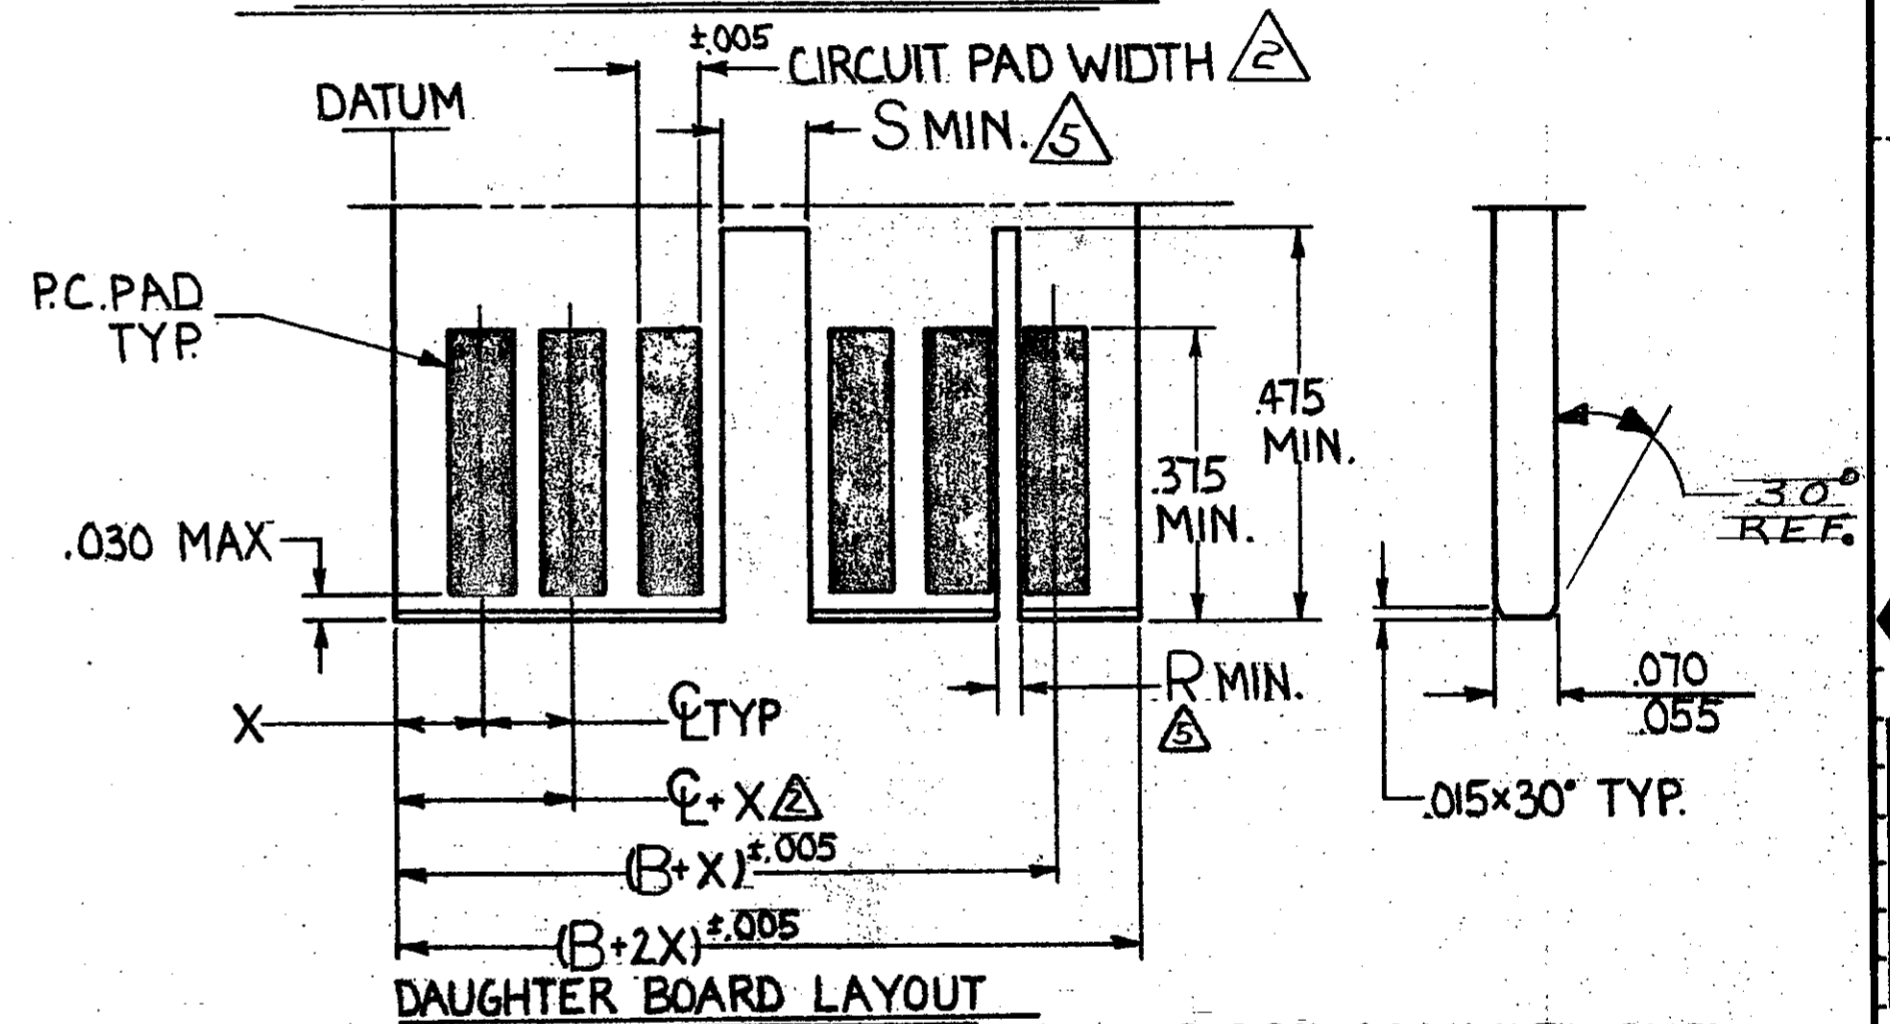 ±.005
CIRCUIT PAD WIDTH 2
DATUM
S MIN. 5
P.C. PAD
TYP.
.475
MIN.
.375
MIN.
30°
REF.
.030 MAX
R MIN.
5
.070
.055
X
℄ TYP
℄ + X 2
.015×30° TYP.
(B+X)±.005
(B+2X)±.005
DAUGHTER BOARD LAYOUT